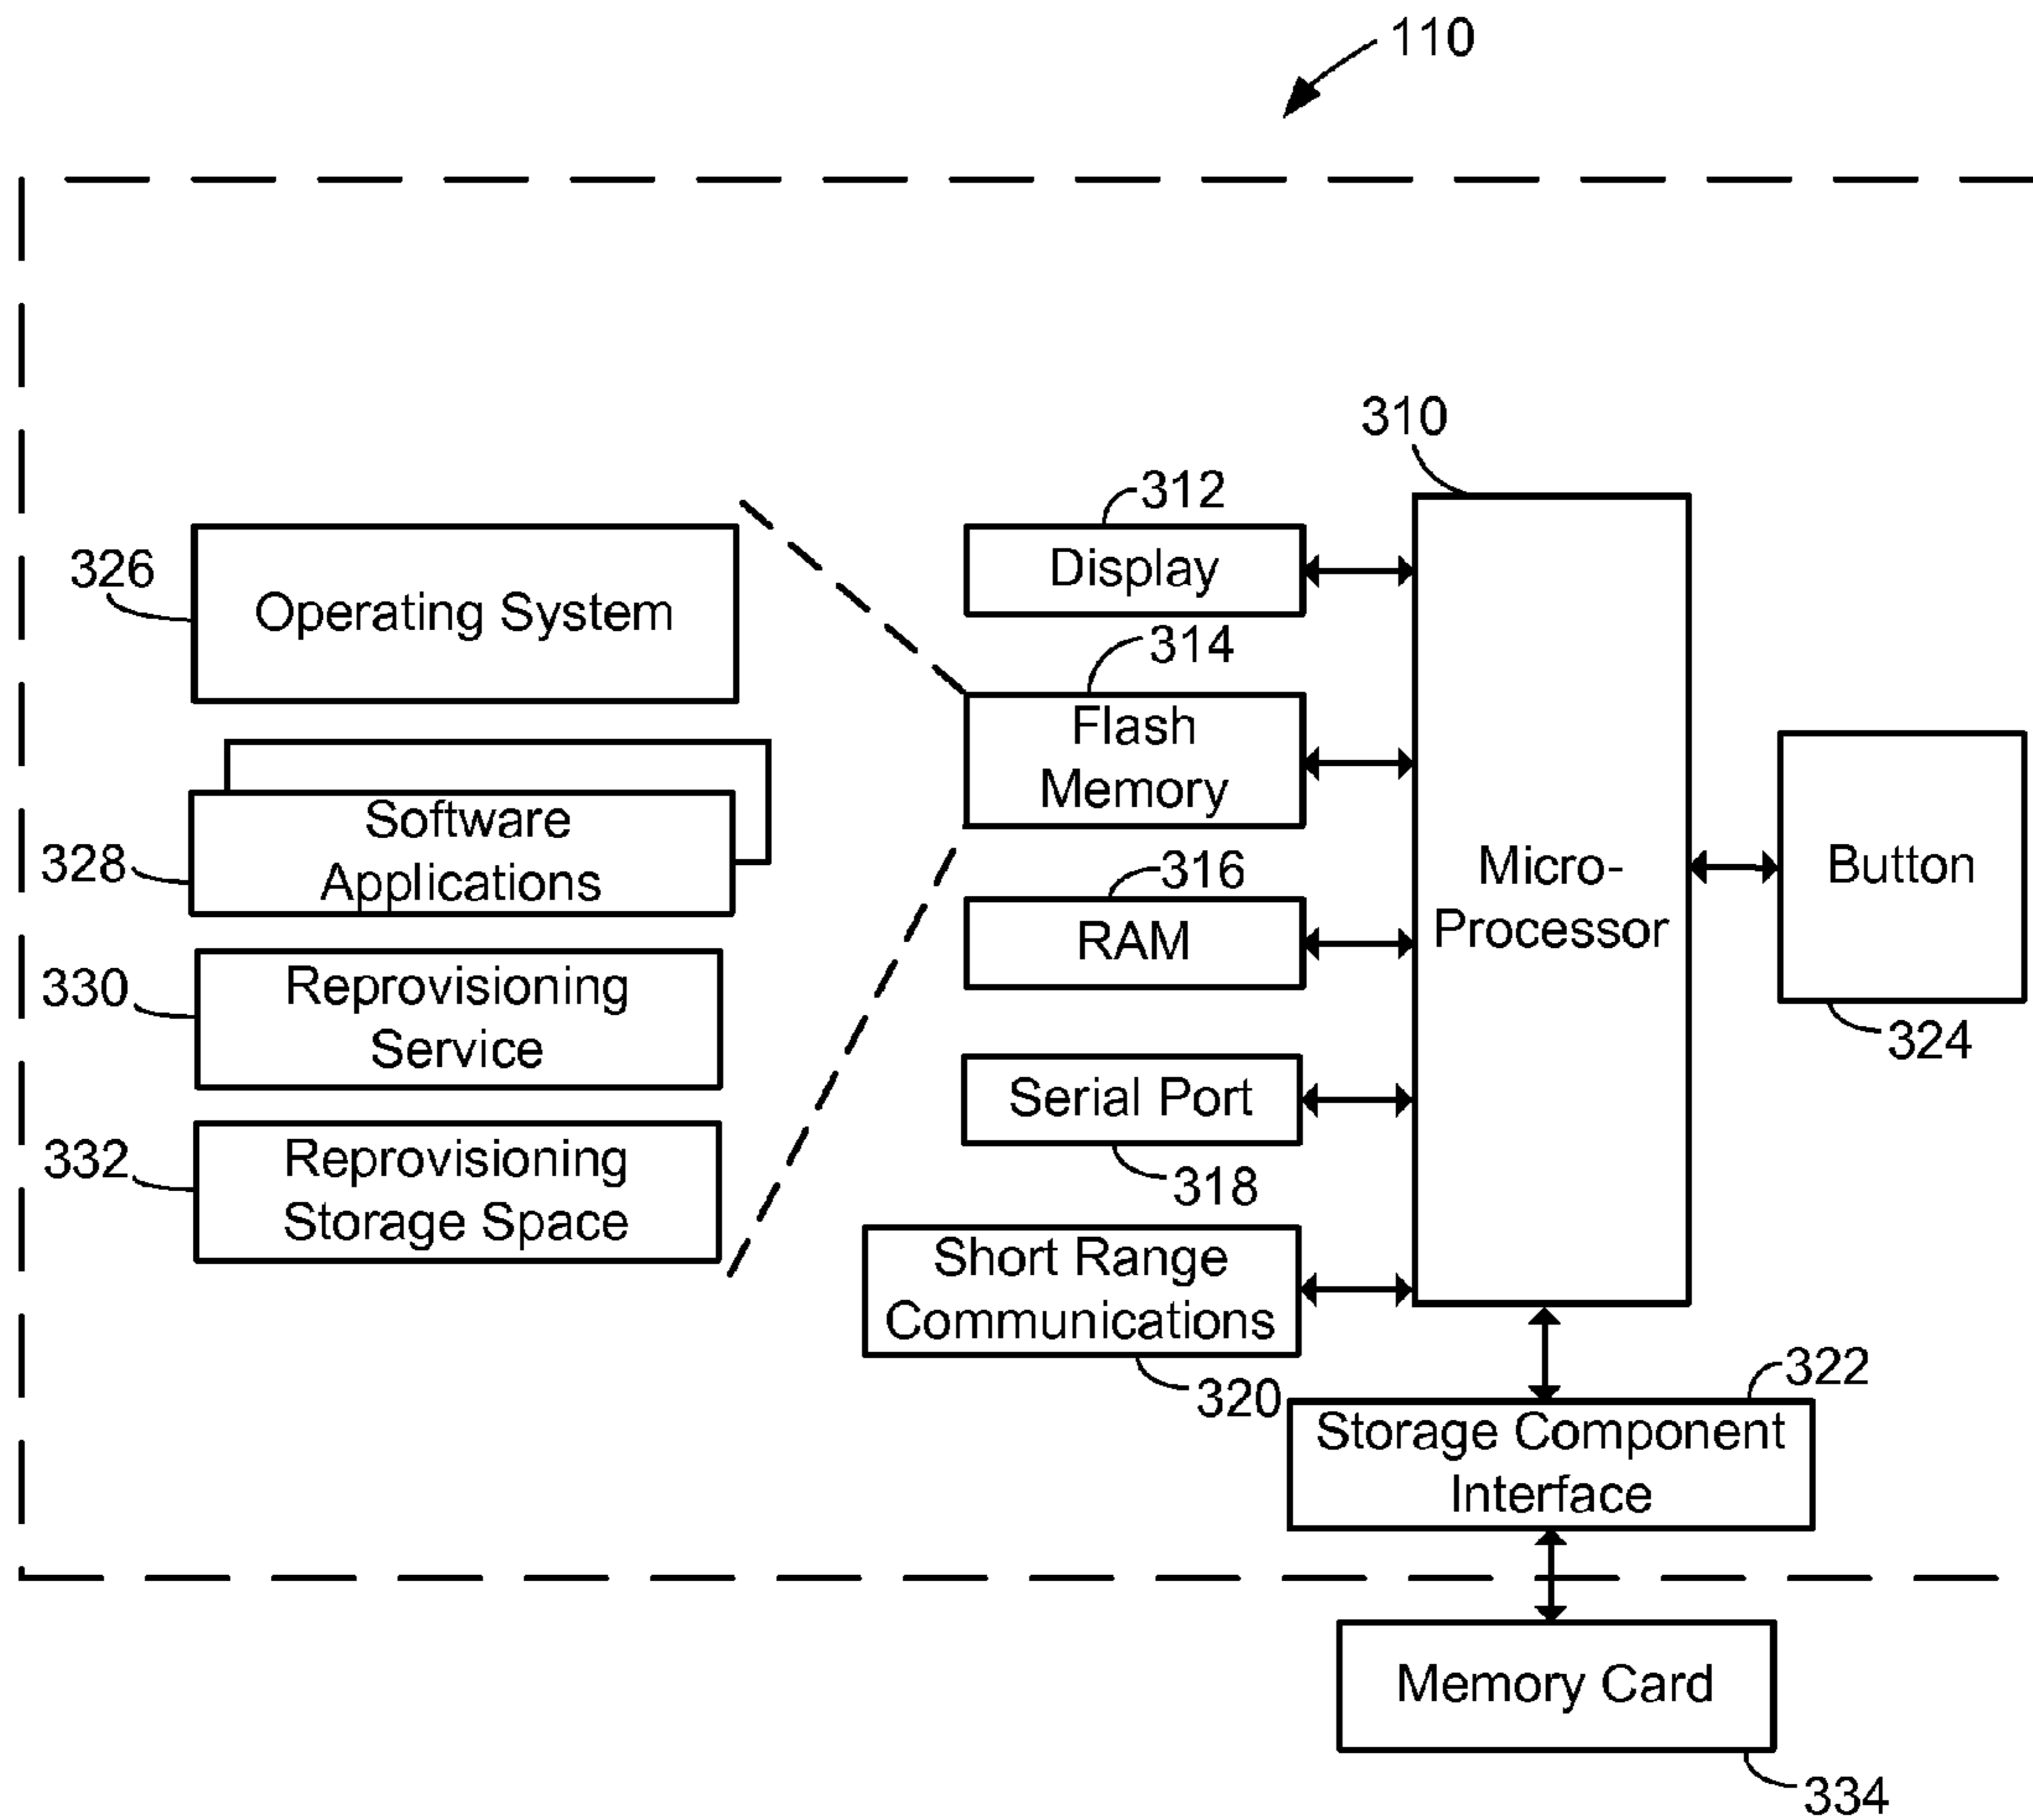 110
310
312
Display
326
Operating System
314
Flash
Memory
Software
Applications
328
316
RAM
Micro-
Processor
Button
324
330
Reprovisioning
Service
Serial Port
318
332
Reprovisioning
Storage Space
Short Range
Communications
320
322
Storage Component
Interface
Memory Card
334